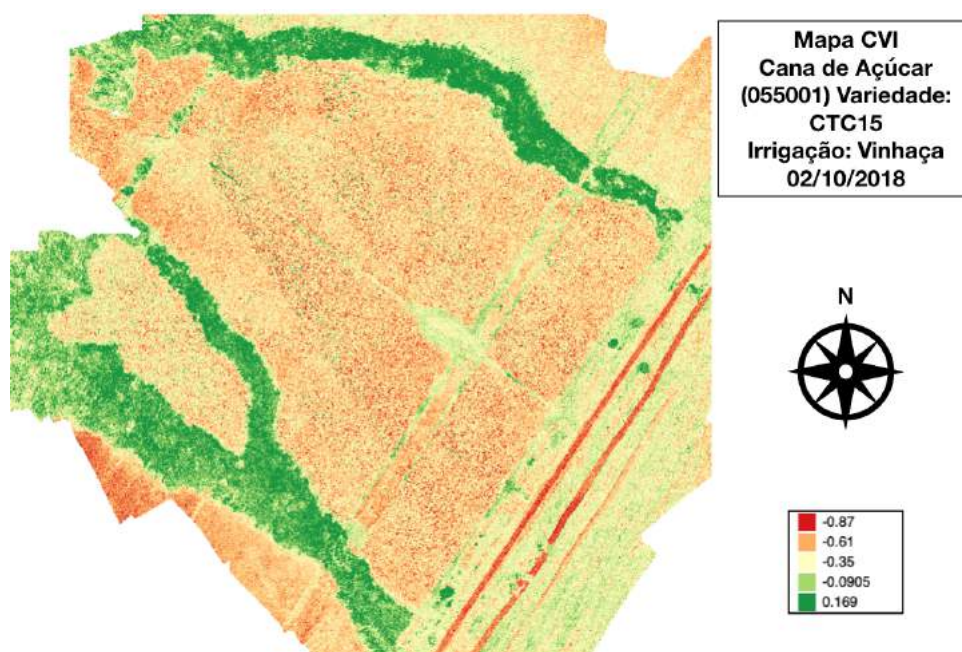 Mapa CVI
Cana de Açúcar
(055001) Variedade:
CTC15
Irrigação: Vinhaça
02/10/2018
N
-0.87
-0.61
-0.35
-0.0905
0.169